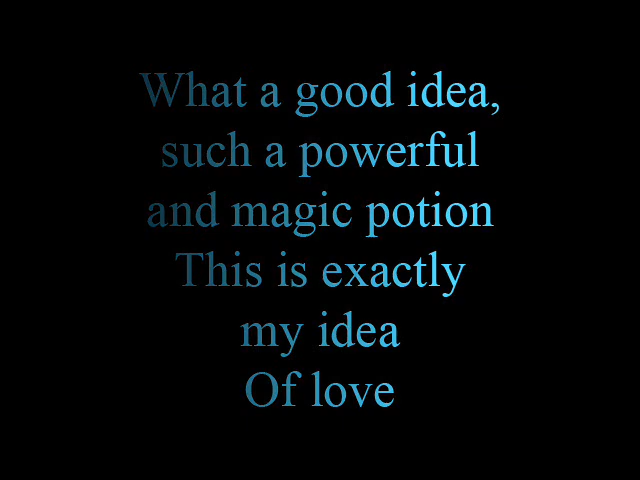 What a good idea,
such a powerful
and magic potion
This is exactly
my idea
Of love